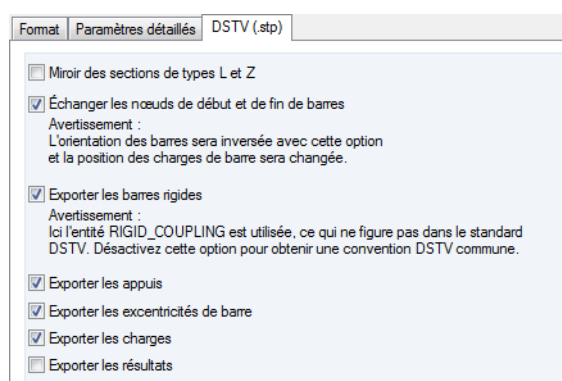 Format Paramètres détaillés DSTV (.stp)
Miroir des sections de types L et Z
Échanger les nœuds de début et de fin de barres
Avertissement :
L'orientation des barres sera inversée avec cette option
et la position des charges de barre sera changée.
Exporter les barres rigides
Avertissement :
Ici l'entité RIGID_COUPLING est utilisée, ce qui ne figure pas dans le standard
DSTV. Désactivez cette option pour obtenir une convention DSTV commune.
Exporter les appuis
Exporter les excentricités de barre
Exporter les charges
Exporter les résultats